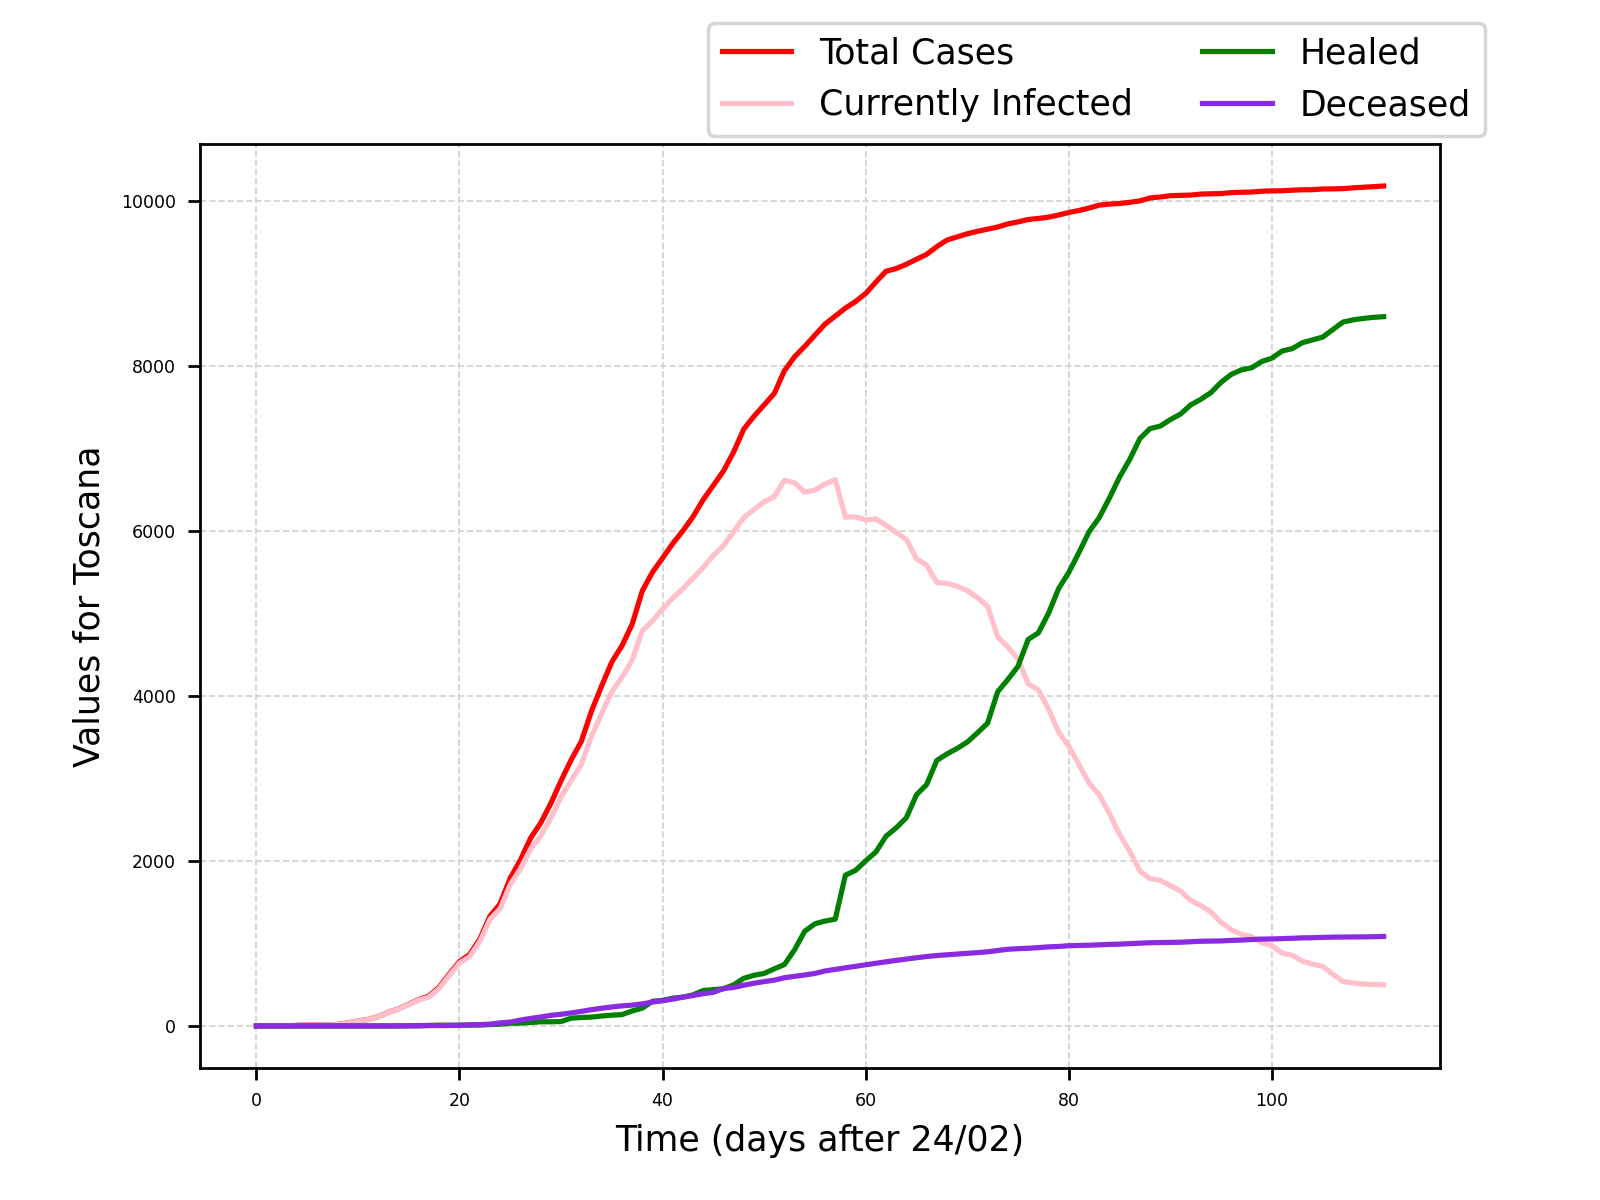 Total Cases
Currently Infected
Healed
Deceased
Values for Toscana
10000
8000
6000
4000
2000
0
0 20 40 60 80 100
Time (days after 24/02)